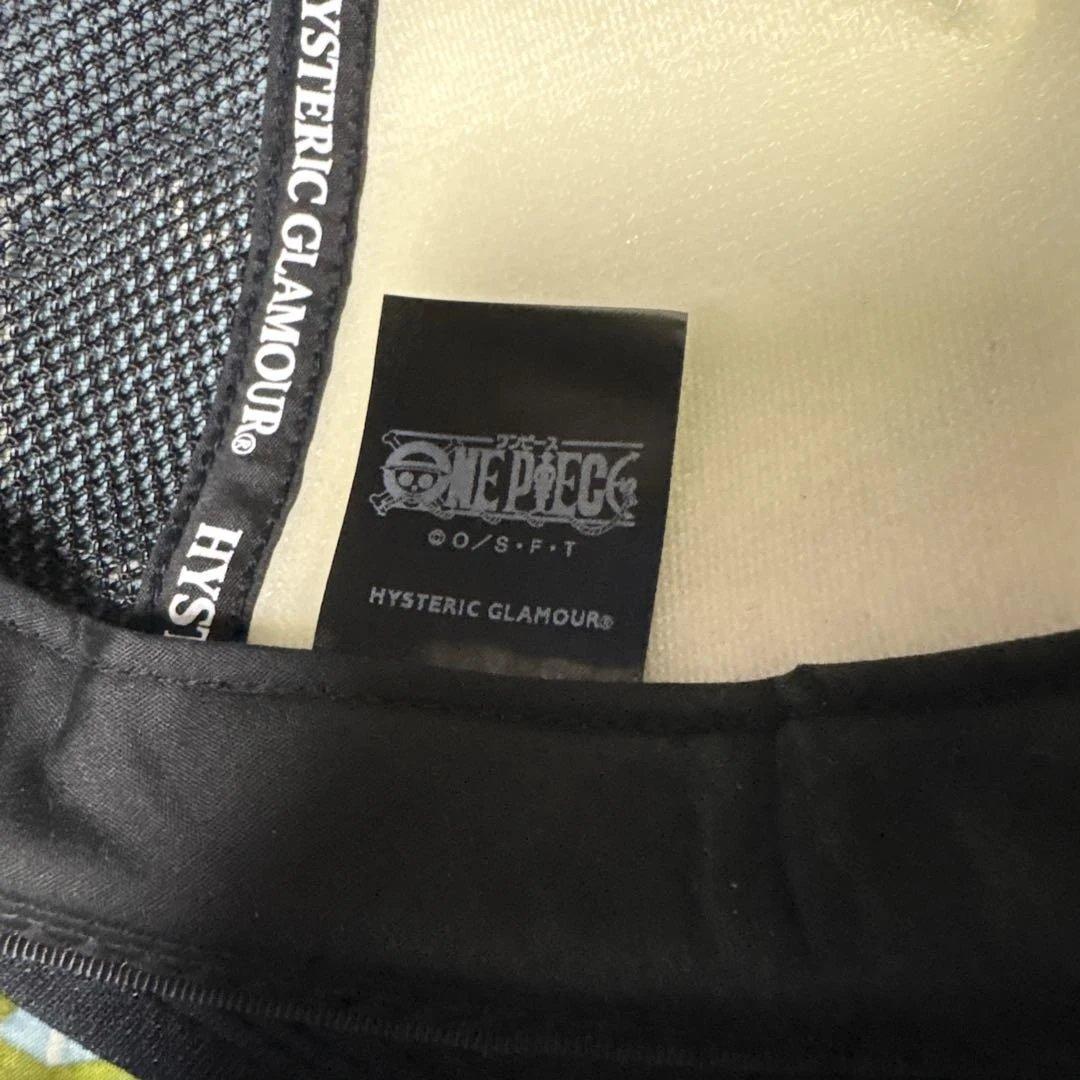 HYSTERIC GLAMOUR®
HYST
ワンピース
ONE PIECE
©O/S・F・T
HYSTERIC GLAMOUR®